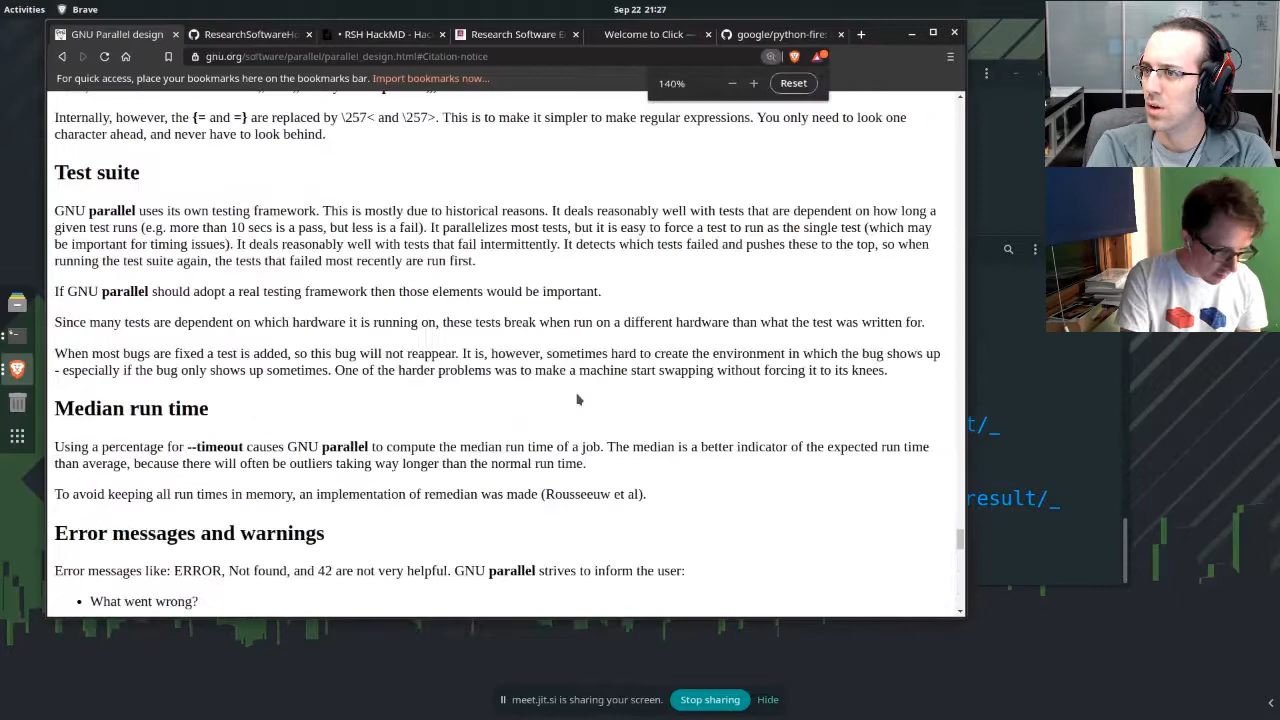 Activities
Brave
Sep 22 21:27
GNU Parallel design
ResearchSoftwareHo
• RSH HackMD - Hac
Research Software E
Welcome to Click —
google/python-fire:
gnu.org/software/parallel/parallel_design.html#Citation-notice
For quick access, place your bookmarks here on the bookmarks bar. Import bookmarks now...
140%
Reset
Internally, however, the {= and =} are replaced by \257< and \257>. This is to make it simpler to make regular expressions. You only need to look one
character ahead, and never have to look behind.
Test suite
GNU parallel uses its own testing framework. This is mostly due to historical reasons. It deals reasonably well with tests that are dependent on how long a
given test runs (e.g. more than 10 secs is a pass, but less is a fail). It parallelizes most tests, but it is easy to force a test to run as the single test (which may
be important for timing issues). It deals reasonably well with tests that fail intermittently. It detects which tests failed and pushes these to the top, so when
running the test suite again, the tests that failed most recently are run first.
If GNU parallel should adopt a real testing framework then those elements would be important.
Since many tests are dependent on which hardware it is running on, these tests break when run on a different hardware than what the test was written for.
When most bugs are fixed a test is added, so this bug will not reappear. It is, however, sometimes hard to create the environment in which the bug shows up
- especially if the bug only shows up sometimes. One of the harder problems was to make a machine start swapping without forcing it to its knees.
Median run time
Using a percentage for --timeout causes GNU parallel to compute the median run time of a job. The median is a better indicator of the expected run time
than average, because there will often be outliers taking way longer than the normal run time.
To avoid keeping all run times in memory, an implementation of remedian was made (Rousseeuw et al).
Error messages and warnings
Error messages like: ERROR, Not found, and 42 are not very helpful. GNU parallel strives to inform the user:
• What went wrong?
t/_
result/_
meet.jit.si is sharing your screen.
Stop sharing
Hide